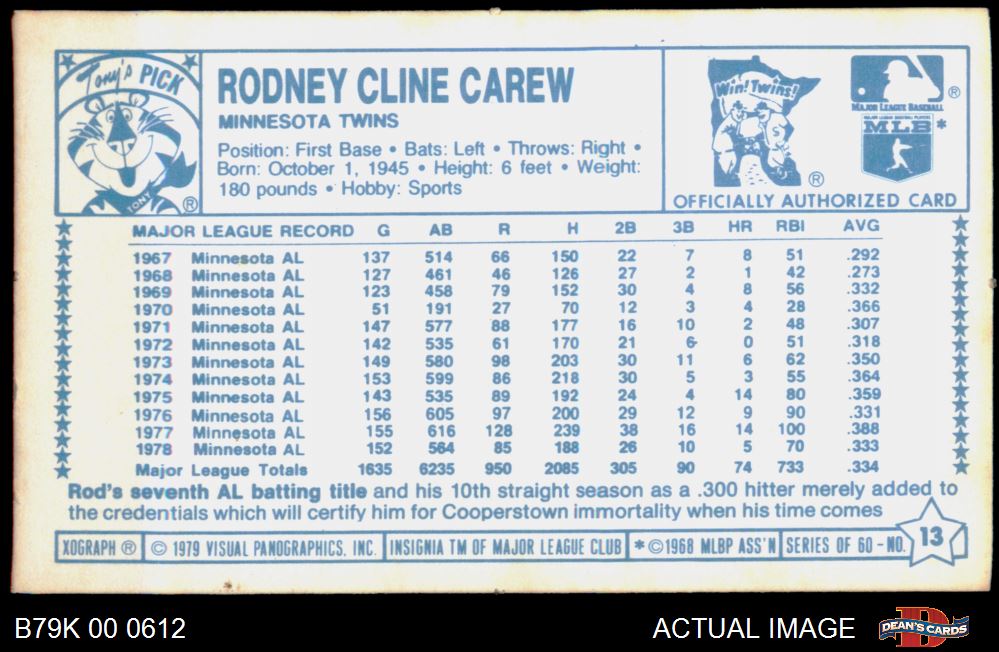 Tony's PICK
TONY ®
RODNEY CLINE CAREW
MINNESOTA TWINS
Position: First Base • Bats: Left • Throws: Right •
Born: October 1, 1945 • Height: 6 feet • Weight:
180 pounds • Hobby: Sports
Win! Twins! ®
MAJOR LEAGUE BASEBALL ®
MAJOR LEAGUE BASEBALL PLAYERS
MLB *
OFFICIALLY AUTHORIZED CARD
MAJOR LEAGUE RECORD G AB R H 2B 3B HR RBI AVG
1967 Minnesota AL 137 514 66 150 22 7 8 51 .292
1968 Minnesota AL 127 461 46 126 27 2 1 42 .273
1969 Minnesota AL 123 458 79 152 30 4 8 56 .332
1970 Minnesota AL 51 191 27 70 12 3 4 28 .366
1971 Minnesota AL 147 577 88 177 16 10 2 48 .307
1972 Minnesota AL 142 535 61 170 21 6 0 51 .318
1973 Minnesota AL 149 580 98 203 30 11 6 62 .350
1974 Minnesota AL 153 599 86 218 30 5 3 55 .364
1975 Minnesota AL 143 535 89 192 24 4 14 80 .359
1976 Minnesota AL 156 605 97 200 29 12 9 90 .331
1977 Minnesota AL 155 616 128 239 38 16 14 100 .388
1978 Minnesota AL 152 564 85 188 26 10 5 70 .333
Major League Totals 1635 6235 950 2085 305 90 74 733 .334
Rod's seventh AL batting title and his 10th straight season as a .300 hitter merely added to
the credentials which will certify him for Cooperstown immortality when his time comes
XOGRAPH ® © 1979 VISUAL PANOGRAPHICS, INC. INSIGNIA TM OF MAJOR LEAGUE CLUB *©1968 MLBP ASS'N SERIES OF 60 - NO. 13
B79K 00 0612
ACTUAL IMAGE
D
DEAN'S CARDS